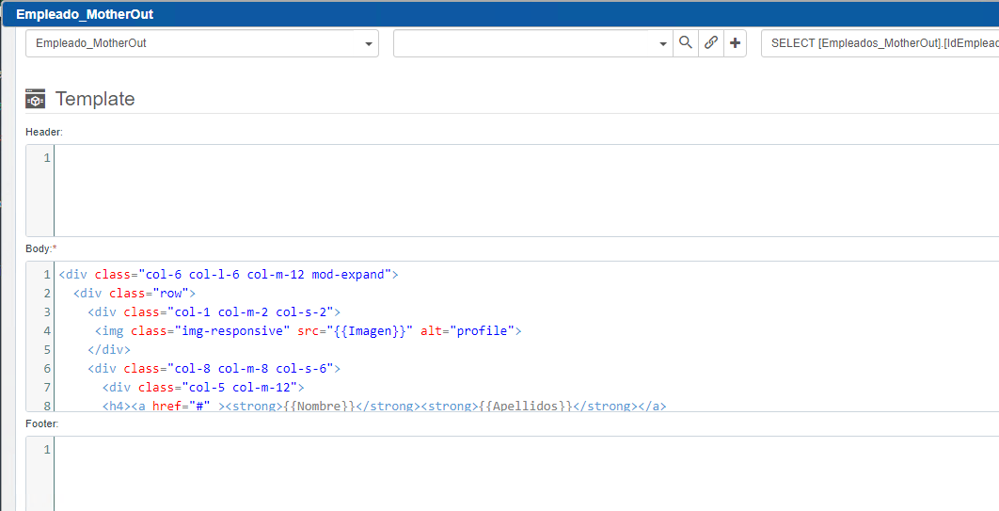 Empleado_MotherOut
Empleado_MotherOut SELECT [Empleados_MotherOut].[IdEmplead
Template
Header:
1
Body:*
1 <div class="col-6 col-l-6 col-m-12 mod-expand">
2 <div class="row">
3 <div class="col-1 col-m-2 col-s-2">
4 <img class="img-responsive" src="{{Imagen}}" alt="profile">
5 </div>
6 <div class="col-8 col-m-8 col-s-6">
7 <div class="col-5 col-m-12">
8 <h4><a href="#" ><strong>{{Nombre}}</strong><strong>{{Apellidos}}</strong></a>
Footer:
1